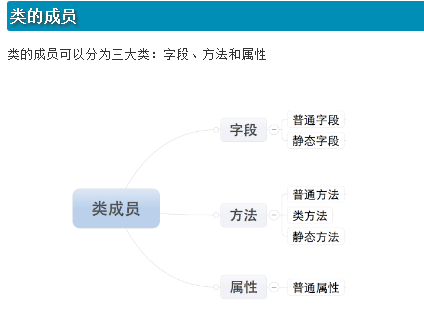 类的成员
类的成员可以分为三大类：字段、方法和属性
字段
普通字段
静态字段
类成员
方法
普通方法
类方法
静态方法
属性
普通属性